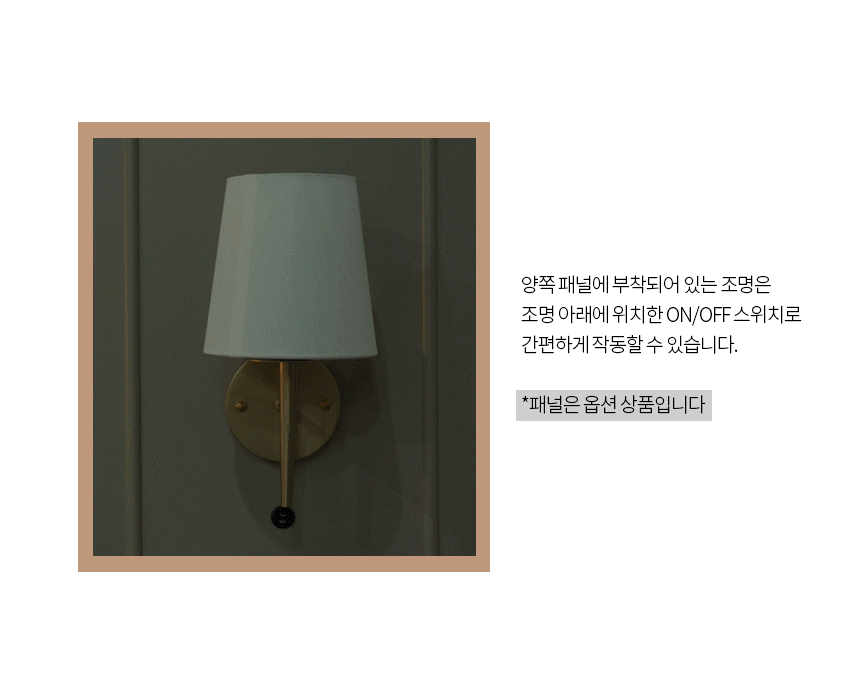 양쪽 패널에 부착되어 있는 조명은
조명 아래에 위치한 ON/OFF 스위치로
간편하게 작동할 수 있습니다.
*패널은 옵션 상품입니다